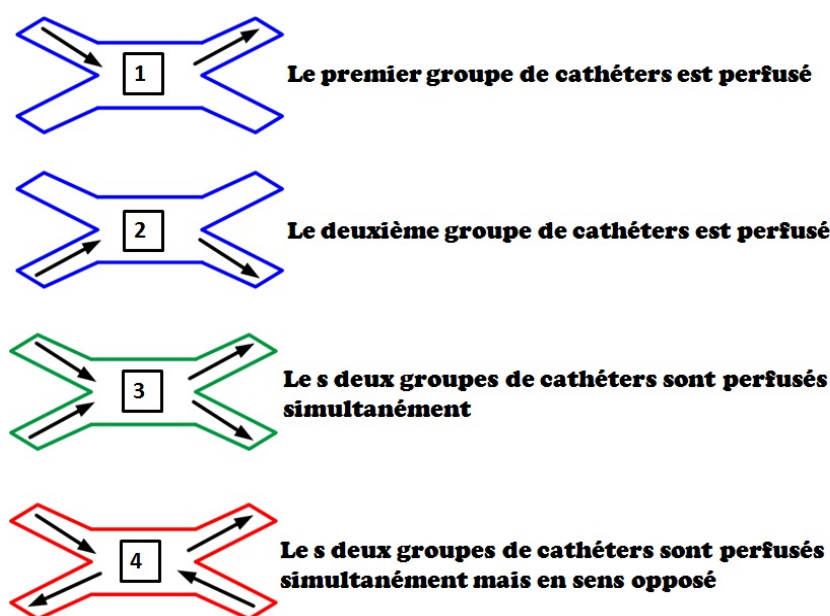 1
Le premier groupe de cathéters est perfusé
2
Le deuxième groupe de cathéters est perfusé
3
Le s deux groupes de cathéters sont perfusés
simultanément
4
Le s deux groupes de cathéters sont perfusés
simultanément mais en sens opposé